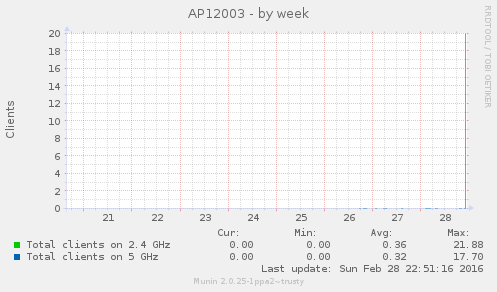 AP12003 - by week
RRDTOOL / TOBI OETIKER
Clients
20
18
16
14
12
10
8
6
4
2
0
21 22 23 24 25 26 27 28
Cur: Min: Avg: Max:
Total clients on 2.4 GHz 0.00 0.00 0.36 21.88
Total clients on 5 GHz 0.00 0.00 0.32 17.70
Last update: Sun Feb 28 22:51:16 2016
Munin 2.0.25-1ppa2~trusty